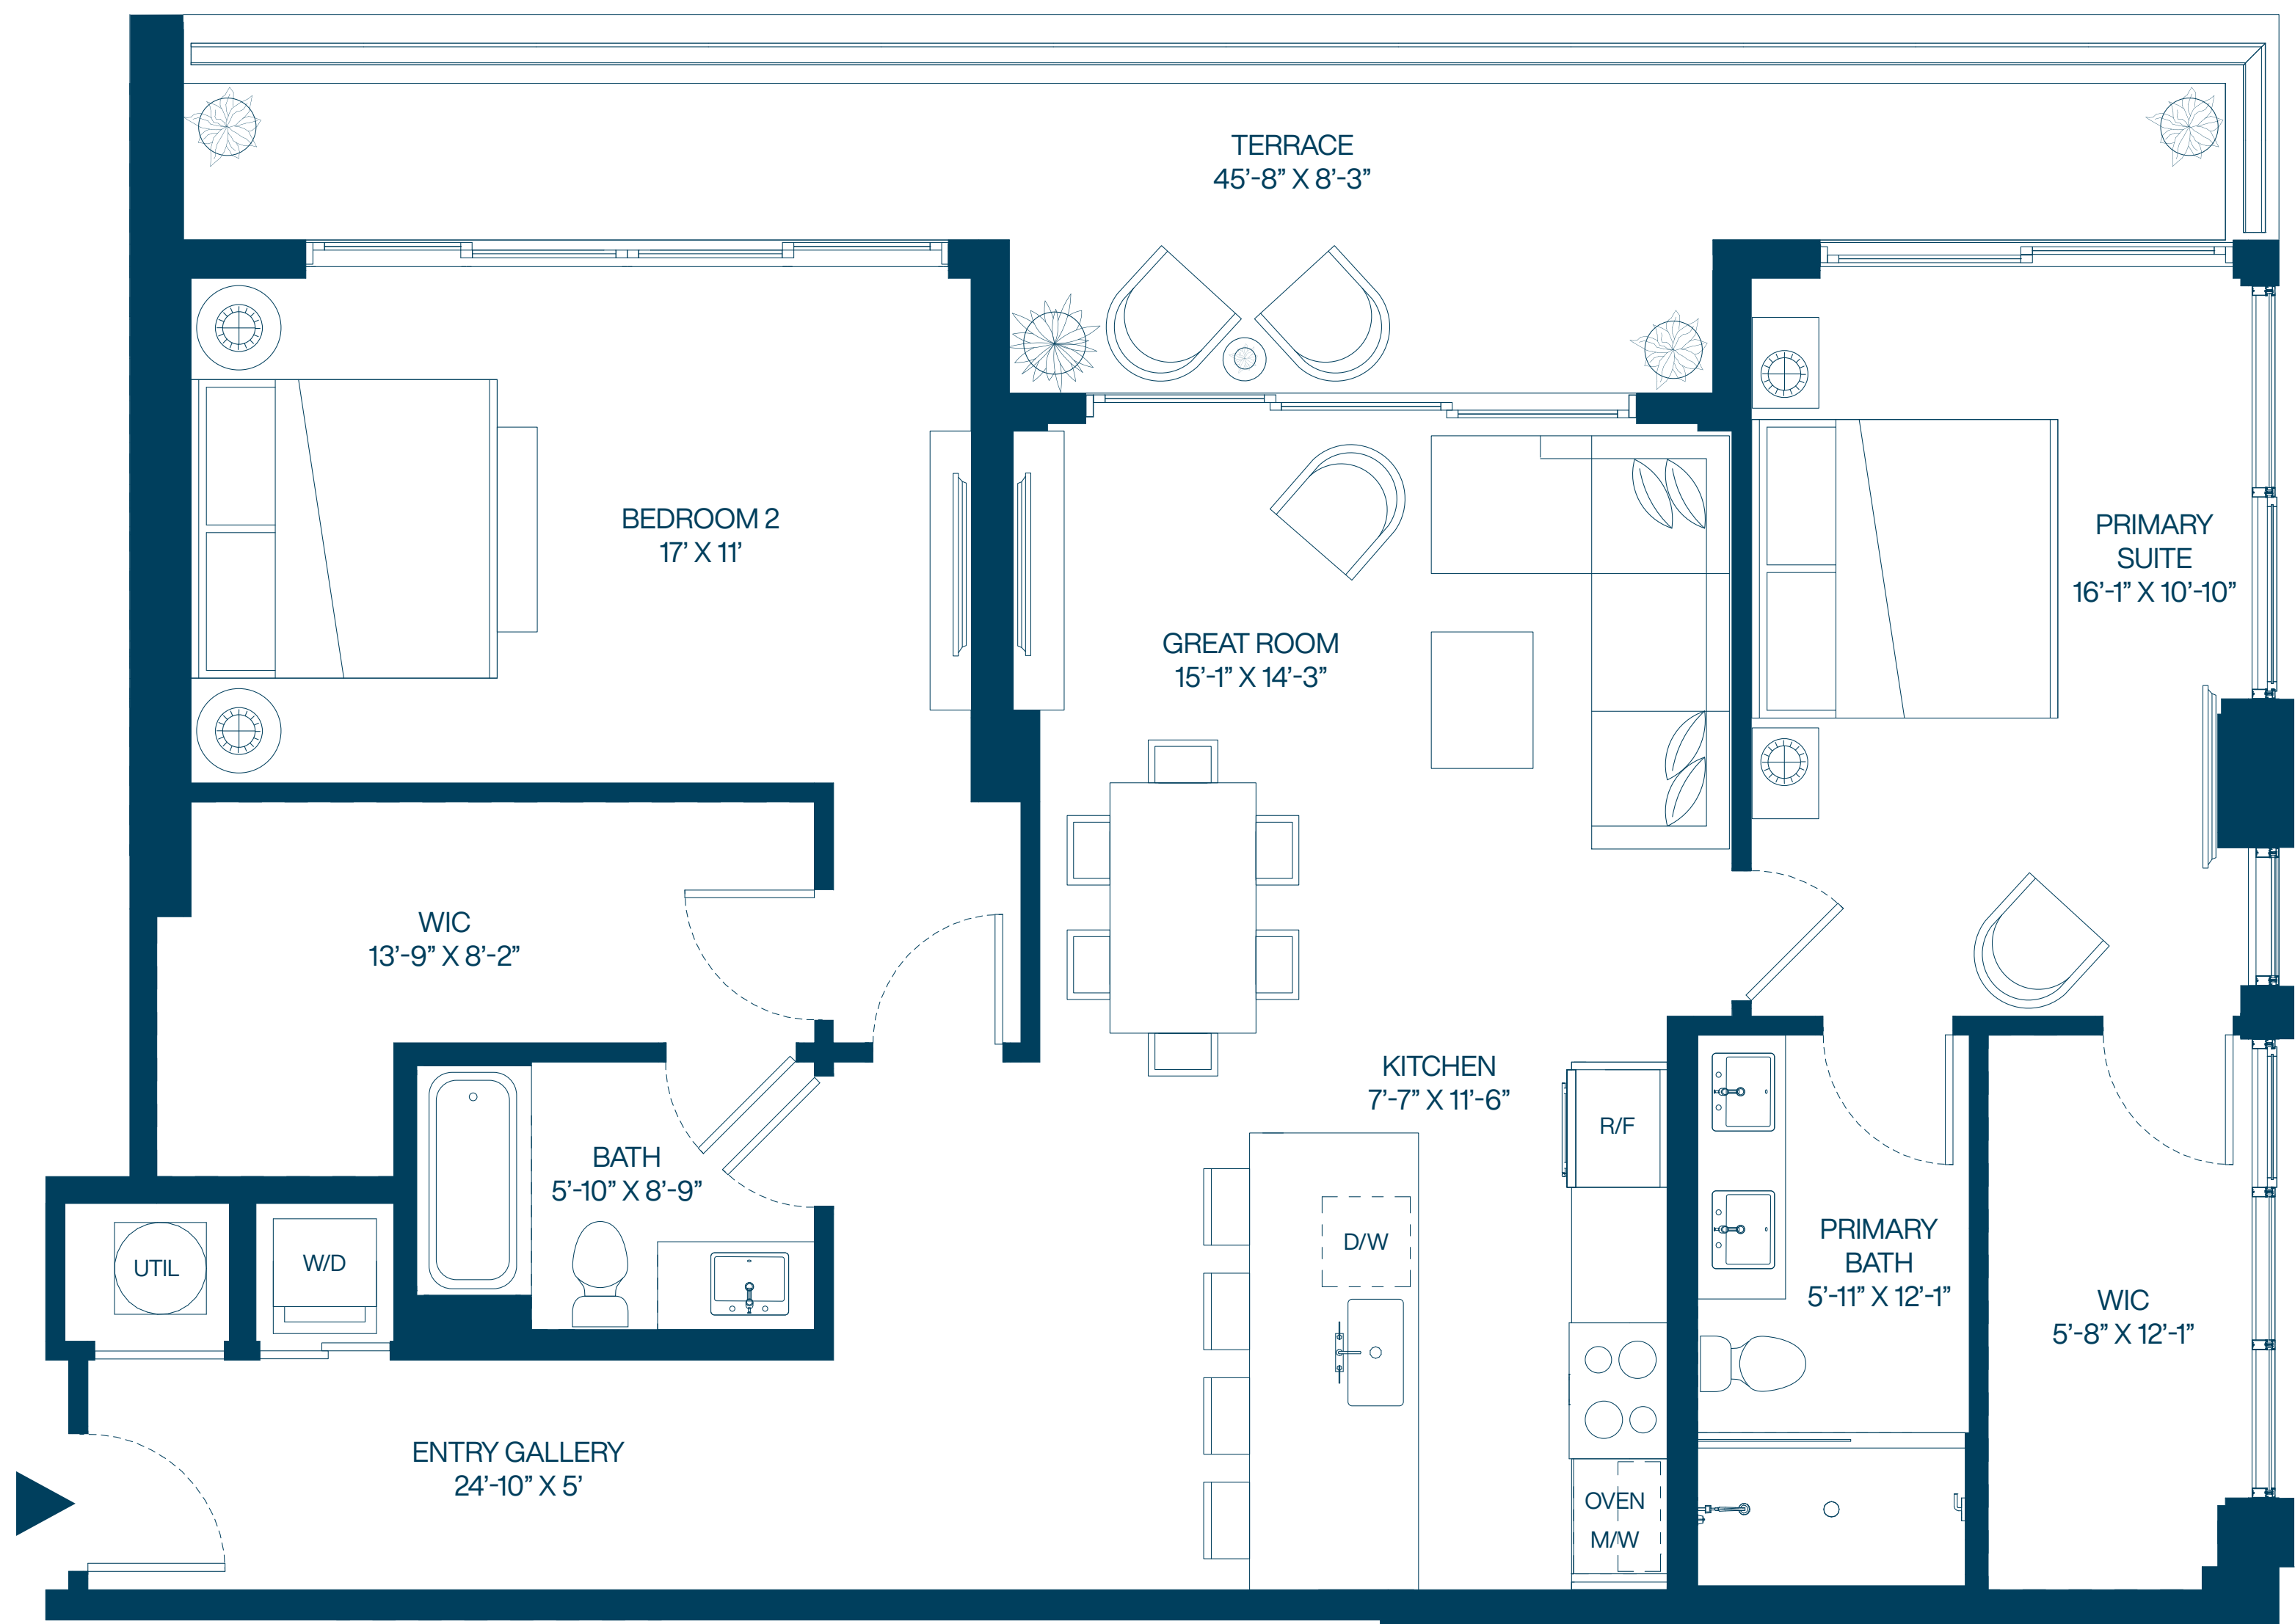 TERRACE
45’-8” X 8’-3”
BEDROOM 2
17’ X 11’
PRIMARY
SUITE
16’-1” X 10’-10”
GREAT ROOM
15’-1” X 14’-3”
WIC
13’-9” X 8’-2”
KITCHEN
7’-7” X 11’-6”
R/F
BATH
5’-10” X 8’-9”
D/W
UTIL
W/D
PRIMARY
BATH
5’-11” X 12’-1”
WIC
5’-8” X 12’-1”
ENTRY GALLERY
24’-10” X 5’
OVEN
M/W